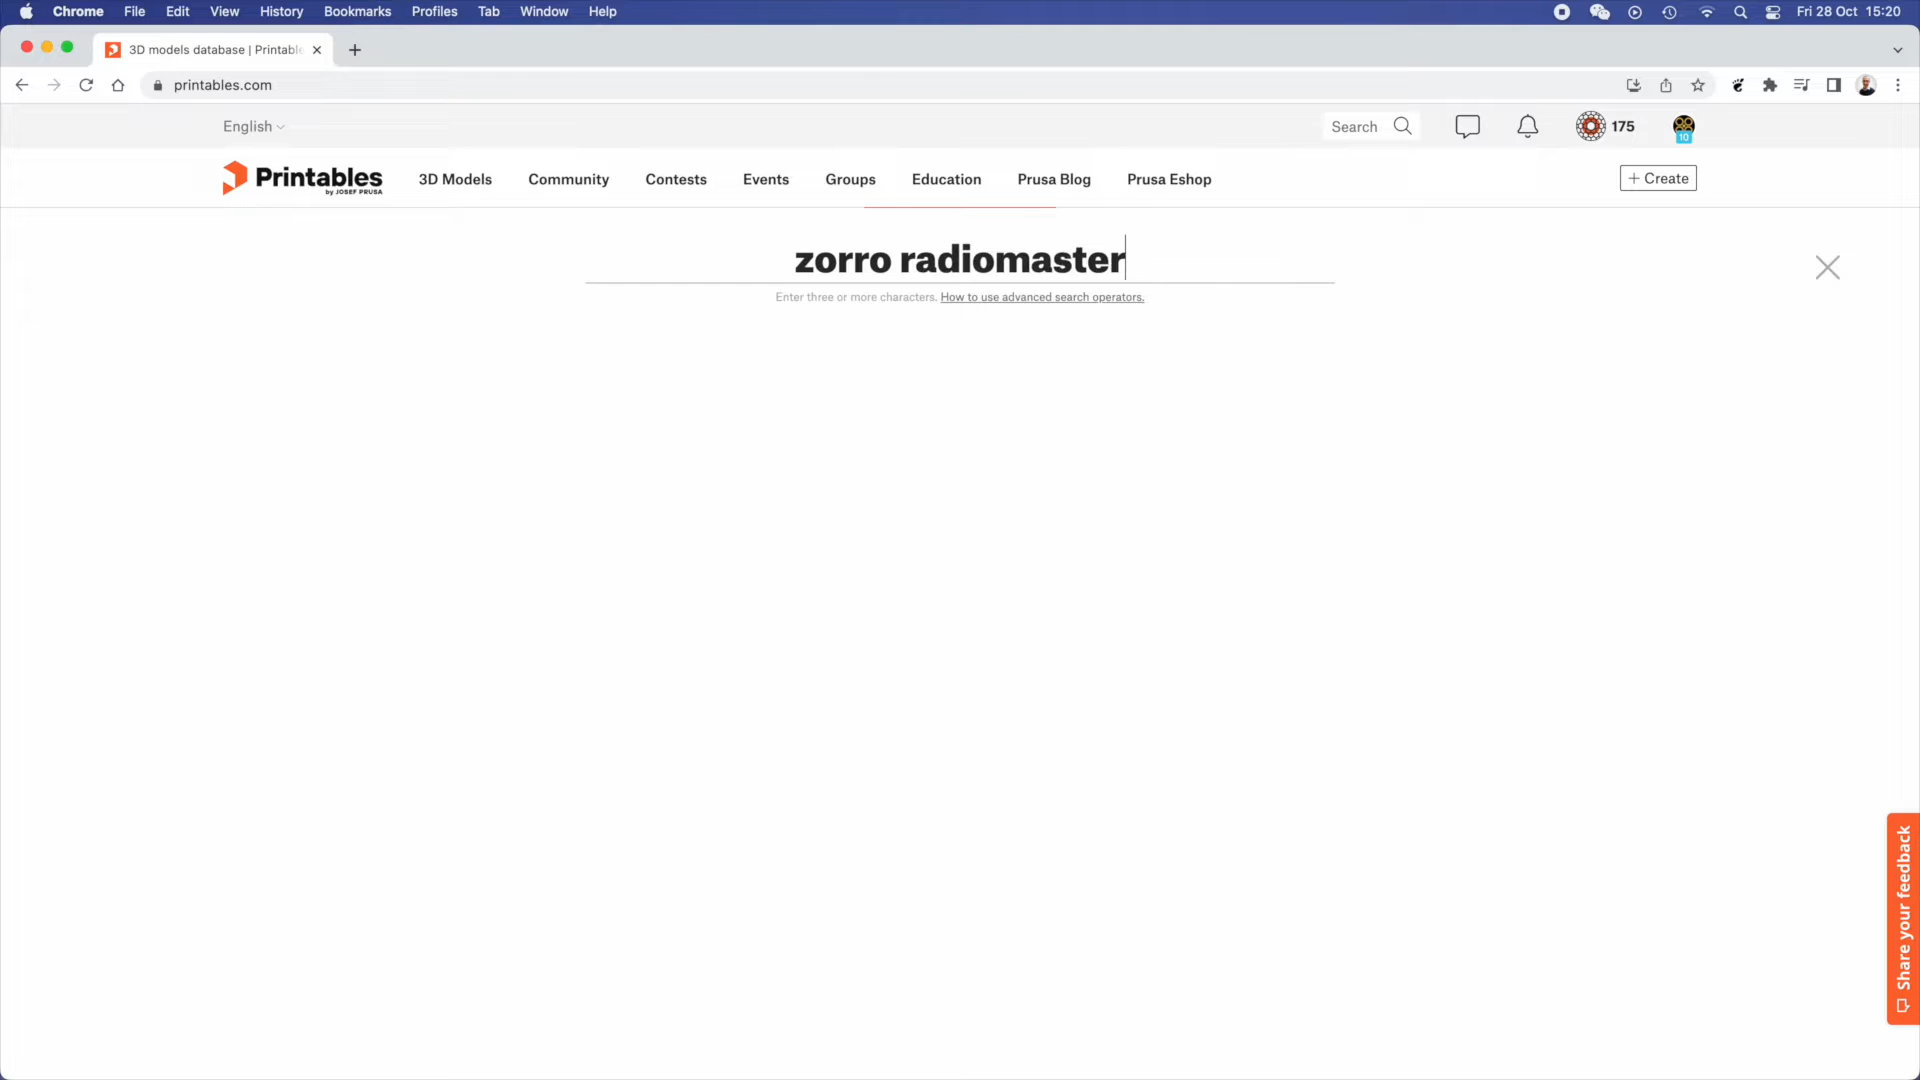 Chrome File Edit View History Bookmarks Profiles Tab Window Help Fri 28 Oct 15:20
3D models database | Printable
printables.com
English Search 175
10
Printables 3D Models Community Contests Events Groups Education Prusa Blog Prusa Eshop + Create
by JOSEF PRUSA
zorro radiomaster
Enter three or more characters. How to use advanced search operators.
Share your feedback